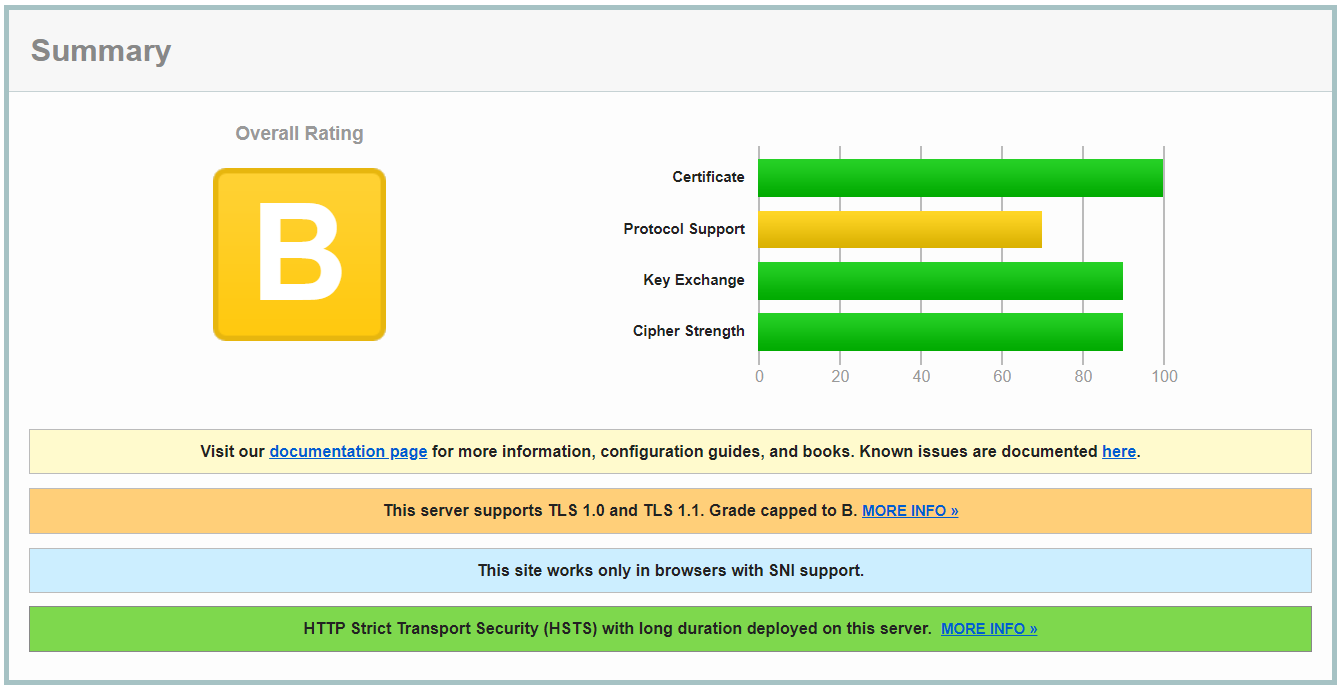 Summary
Overall Rating
B
Certificate
Protocol Support
Key Exchange
Cipher Strength
0 20 40 60 80 100
Visit our documentation page for more information, configuration guides, and books. Known issues are documented here.
This server supports TLS 1.0 and TLS 1.1. Grade capped to B. MORE INFO »
This site works only in browsers with SNI support.
HTTP Strict Transport Security (HSTS) with long duration deployed on this server. MORE INFO »